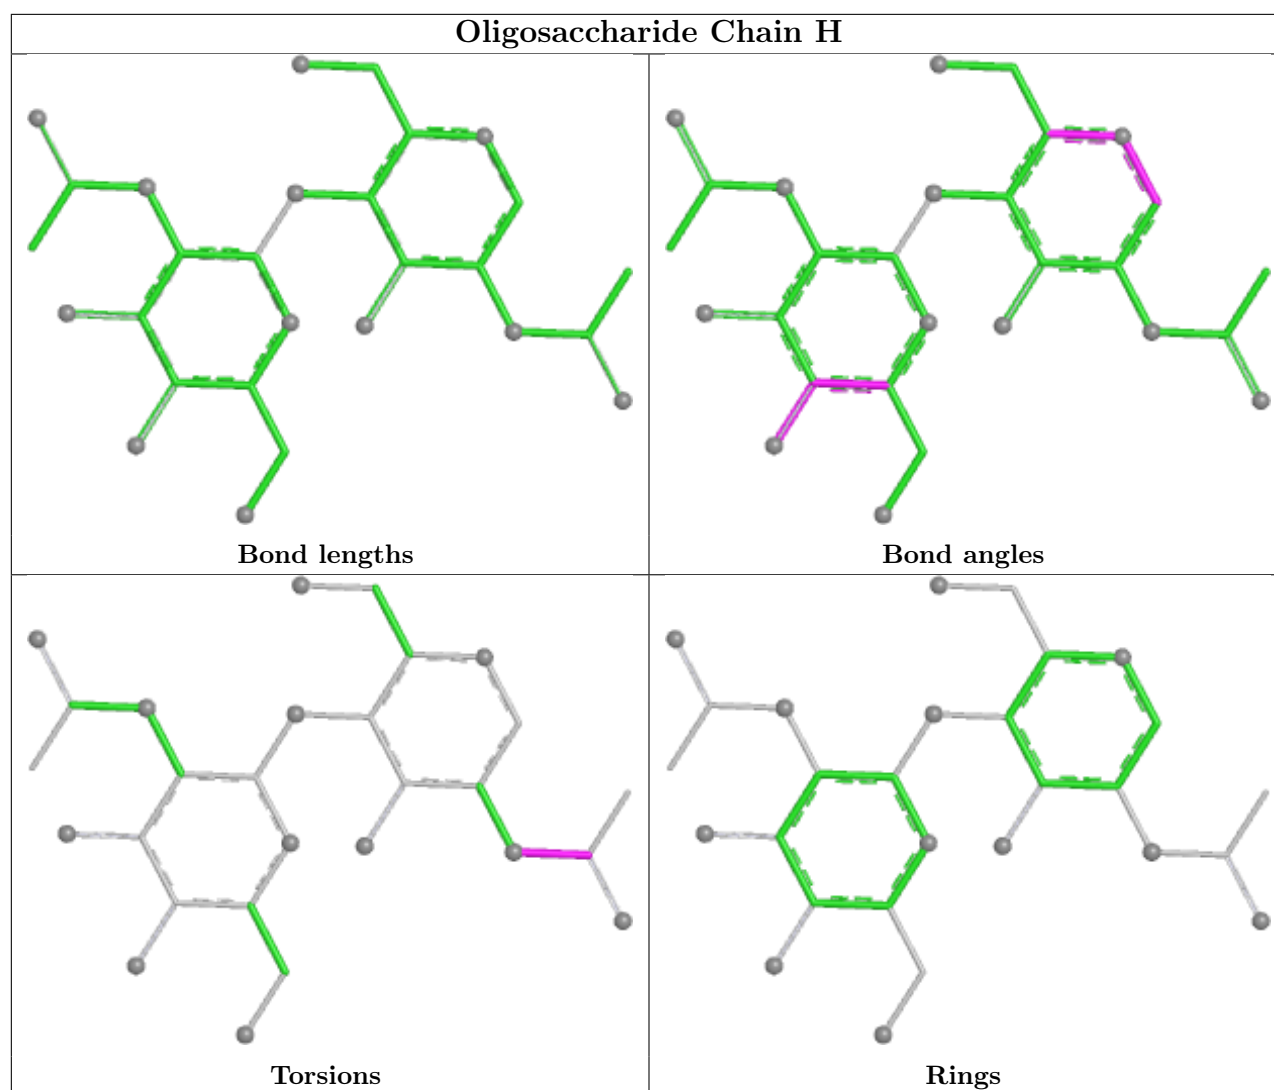 Oligosaccharide Chain H
Bond lengths
Bond angles
Torsions
Rings